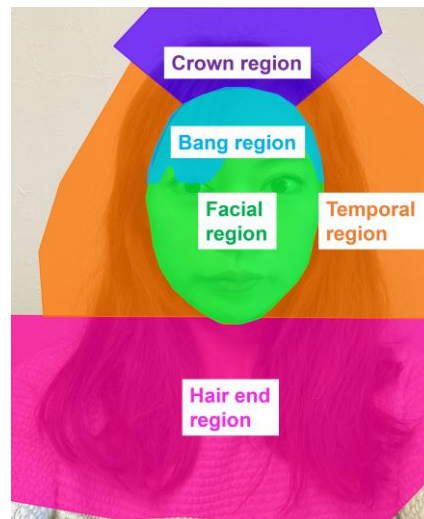 Crown region
Bang region
Facial
region
Temporal
region
Hair end
region